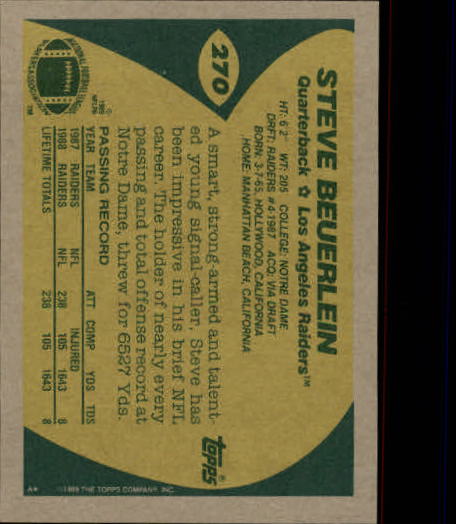 270
STEVE BEUERLEIN
Quarterback ☆ Los Angeles Raiders™
HT: 6'2" WT: 205 COLLEGE: NOTRE DAME
DRFT: RAIDERS #4-1987 ACQ: VIA DRAFT
BORN: 3-7-65, HOLLYWOOD, CALIFORNIA
HOME: MANHATTAN BEACH, CALIFORNIA
A smart, strong-armed and talent-
ed young signal-caller, Steve has
been impressive in his brief NFL
career. The holder of nearly every
passing and total offense record at
Notre Dame, threw for 6527 Yds.
topps®
PASSING RECORD
YEAR TEAM ATT COMP YDS TDS
1987 RAIDERS NFL INJURED
1988 RAIDERS NFL 238 105 1643 8
LIFETIME TOTALS 238 105 1643 8
A* ©1989 THE TOPPS COMPANY, INC.